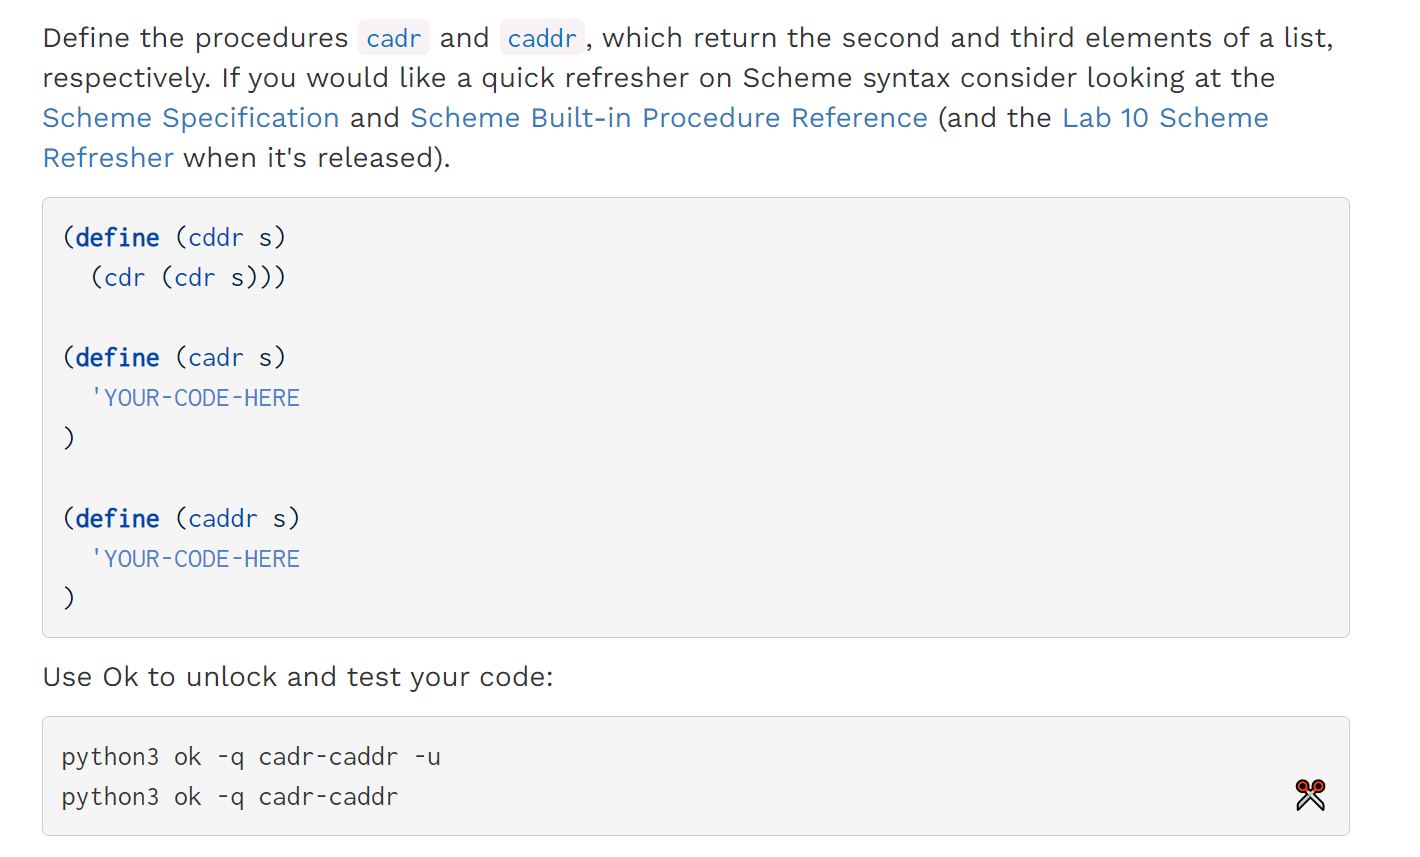 Define the procedures cadr and caddr, which return the second and third elements of a list,
respectively. If you would like a quick refresher on Scheme syntax consider looking at the
Scheme Specification and Scheme Built-in Procedure Reference (and the Lab 10 Scheme
Refresher when it's released).
(define (cddr s)
  (cdr (cdr s)))
(define (cadr s)
  'YOUR-CODE-HERE
)
(define (caddr s)
  'YOUR-CODE-HERE
)
Use Ok to unlock and test your code:
python3 ok -q cadr-caddr -u
python3 ok -q cadr-caddr